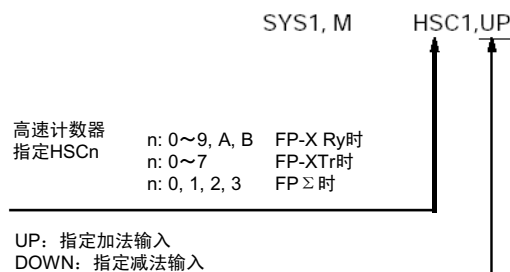 SYS1, M HSC1,UP
高速计数器
指定HSCn
n: 0～9, A, B FP-X Ry时
n: 0～7 FP-XTr时
n: 0, 1, 2, 3 FPΣ时
UP：指定加法输入
DOWN：指定减法输入